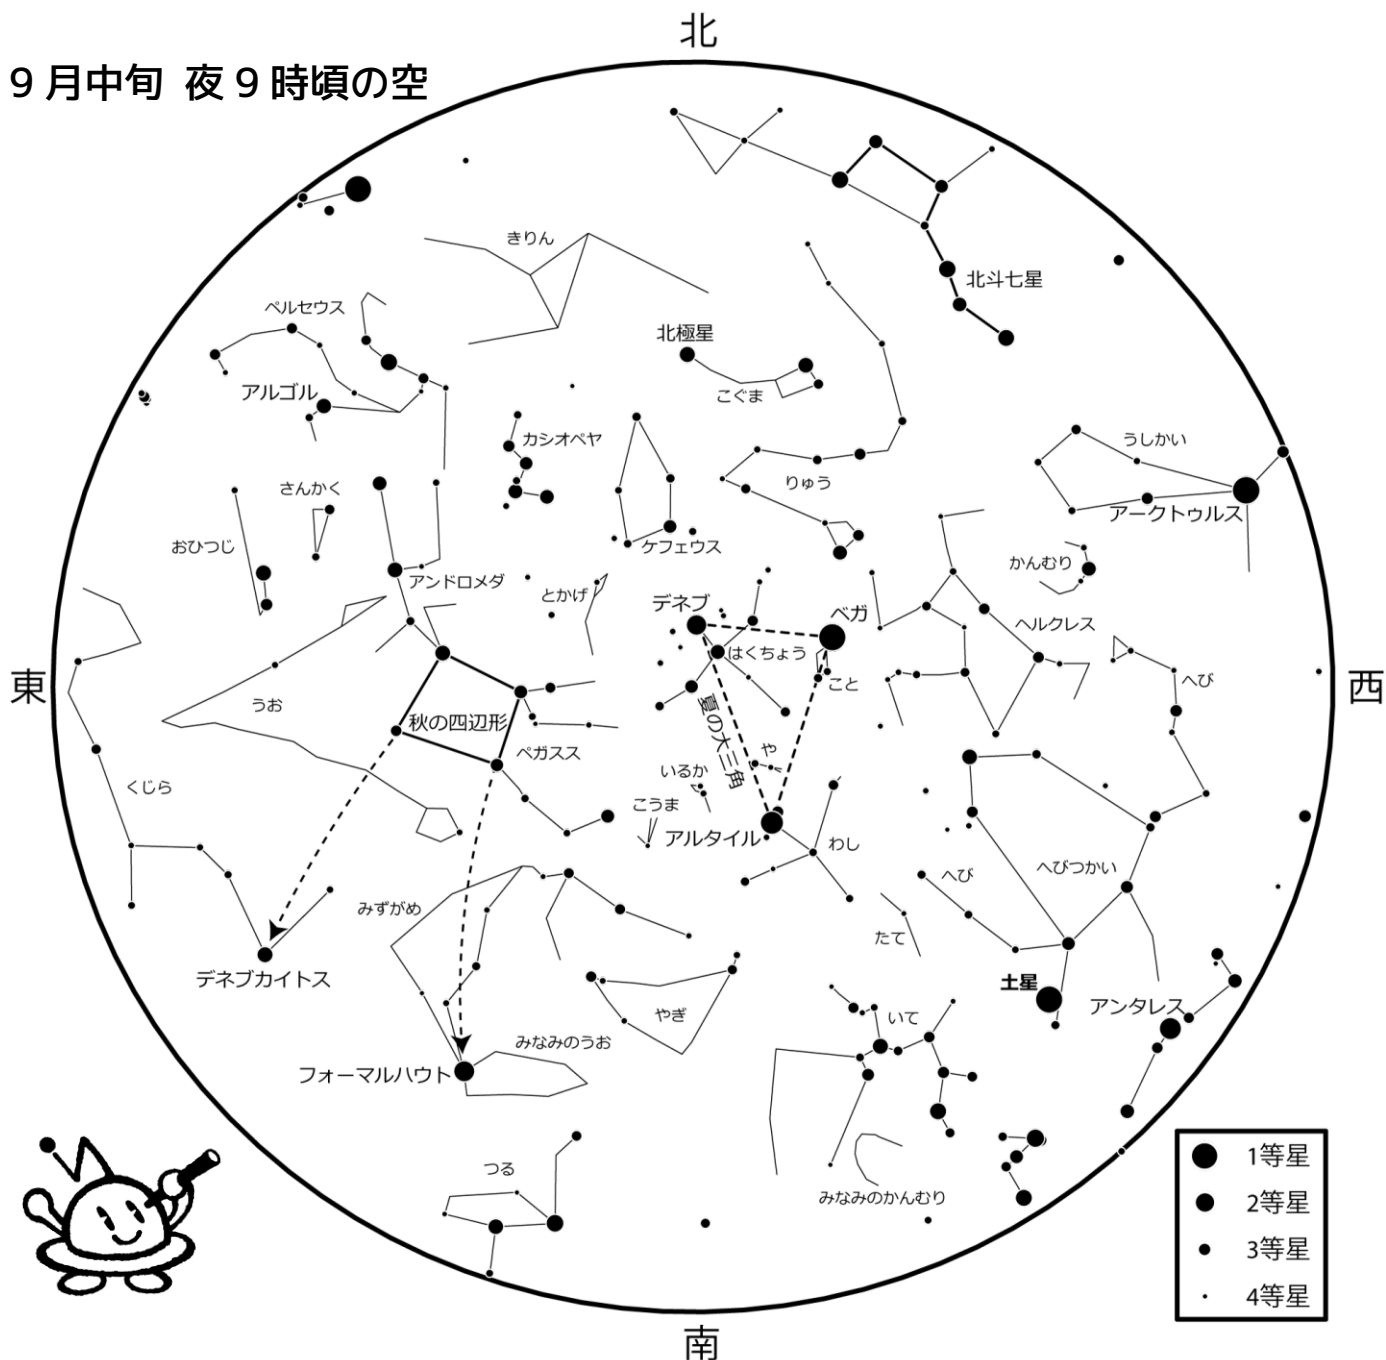 北
9月中旬 夜9時頃の空
きりん
北斗七星
ペルセウス
北極星
アルゴル
こぐま
カシオペヤ
うしかい
りゅう
さんかく
アークトゥルス
おひつじ
ケフェウス
かんむり
アンドロメダ
とかげ
デネブ
ベガ
ヘルクレス
はくちょう
へび
東
こと
西
うお
秋の四辺形
夏の大三角
ペガスス
や
いるか
くじら
こうま
アルタイル
わし
へびつかい
へび
みずがめ
たて
デネブカイトス
土星
アンタレス
やぎ
いて
みなみのうお
フォーマルハウト
つる
みなみのかんむり
1等星
2等星
3等星
4等星
南